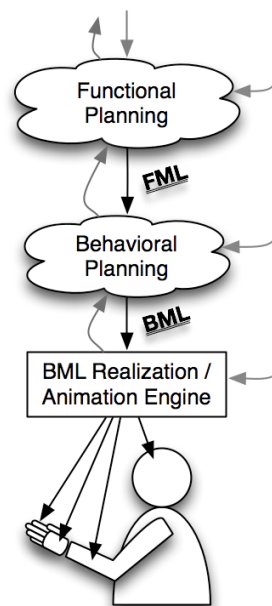 Functional
Planning
FML
Behavioral
Planning
BML
BML Realization /
Animation Engine